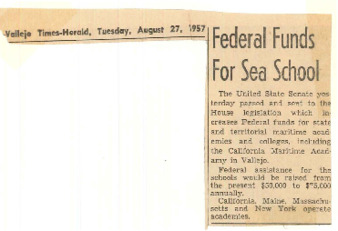 Vallejo Times-Herald, Tuesday, August 27, 1957
Federal Funds
For Sea School
The United State Senate yes-
terday passed and sent to the
House legislation which in-
creases Federal funds for state
and territorial maritime acad-
emies and colleges, including
the California Maritime Acad-
emy in Vallejo.
Federal assistance for the
schools would be raised from
the present $50,000 to $75,000
annually.
California, Maine, Massachu-
setts and New York operate
academies.